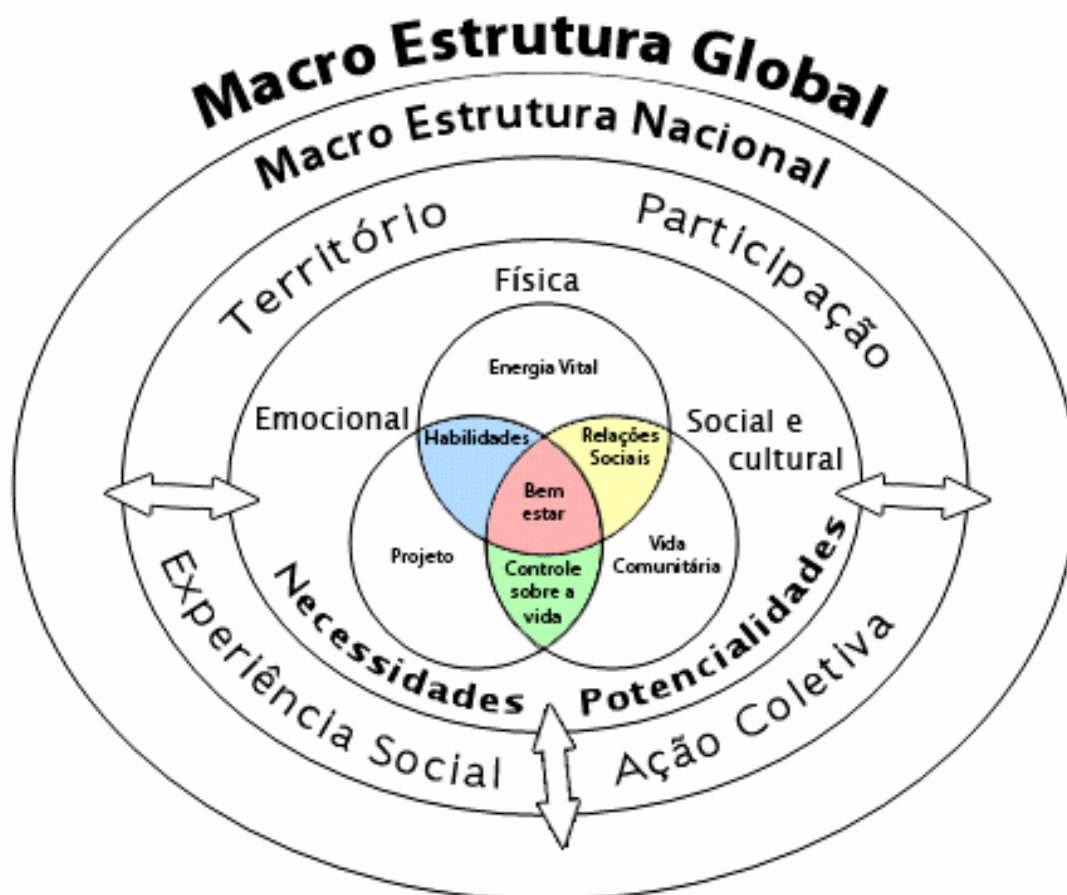 Macro Estrutura Global
Macro Estrutura Nacional
Território
Participação
Física
Energia Vital
Emocional
Social e
cultural
Habilidades
Relações
Sociais
Bem
estar
Projeto
Vida
Comunitária
Controle
sobre a
vida
Necessidades
Potencialidades
Experiência Social
Ação Coletiva